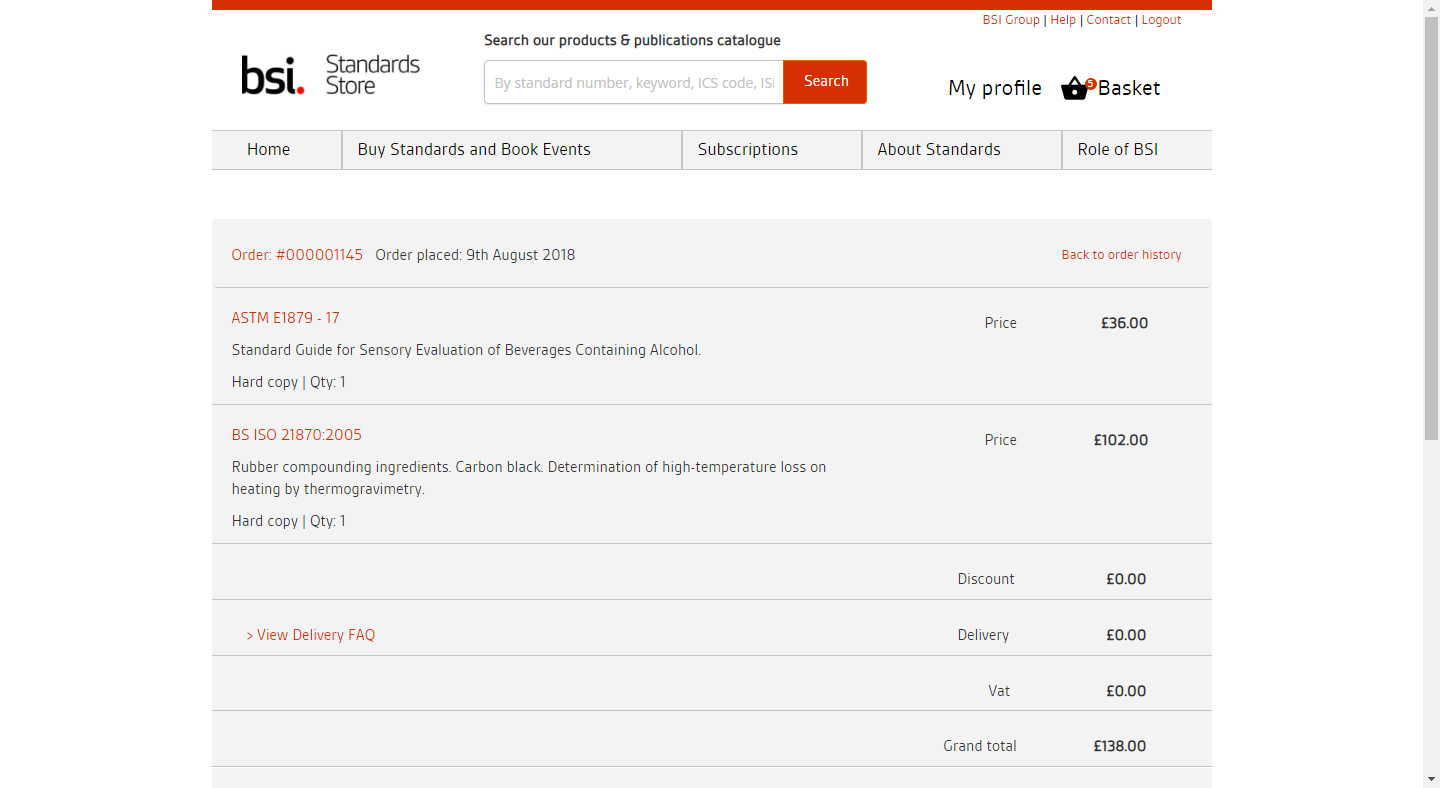 BSI Group | Help | Contact | Logout
Search our products & publications catalogue
bsi. Standards Store
By standard number, keyword, ICS code, ISI
Search
My profile
5
Basket
Home
Buy Standards and Book Events
Subscriptions
About Standards
Role of BSI
Order: #000001145 Order placed: 9th August 2018
Back to order history
ASTM E1879 - 17
Price £36.00
Standard Guide for Sensory Evaluation of Beverages Containing Alcohol.
Hard copy | Qty: 1
BS ISO 21870:2005
Price £102.00
Rubber compounding ingredients. Carbon black. Determination of high-temperature loss on
heating by thermogravimetry.
Hard copy | Qty: 1
Discount £0.00
> View Delivery FAQ
Delivery £0.00
Vat £0.00
Grand total £138.00